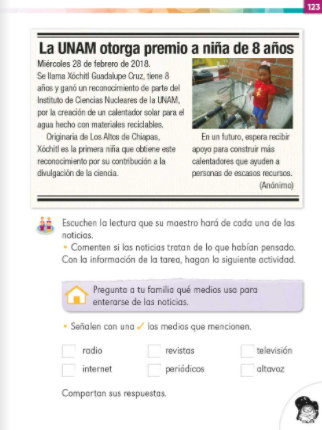 123
La UNAM otorga premio a niña de 8 años
Miércoles 28 de febrero de 2018.
Se llama Xóchitl Guadalupe Cruz, tiene 8
años y ganó un reconocimiento de parte del
Instituto de Ciencias Nucleares de la UNAM,
por la creación de un calentador solar para el
agua hecho con materiales reciclables.
Originaria de Los Altos de Chiapas,
Xóchitl es la primera niña que obtiene este
reconocimiento por su contribución a la
divulgación de la ciencia.
En un futuro, espera recibir
apoyo para construir más
calentadores que ayuden a
personas de escasos recursos.
(Anónimo)
Escuchen la lectura que su maestro hará de cada una de las
noticias.
• Comenten si las noticias tratan de lo que habían pensado.
Con la información de la tarea, hagan la siguiente actividad.
Pregunta a tu familia qué medios usa para
enterarse de las noticias.
• Señalen con una ✓ los medios que mencionen.
radio revistas televisión
internet periódicos altavoz
Compartan sus respuestas.